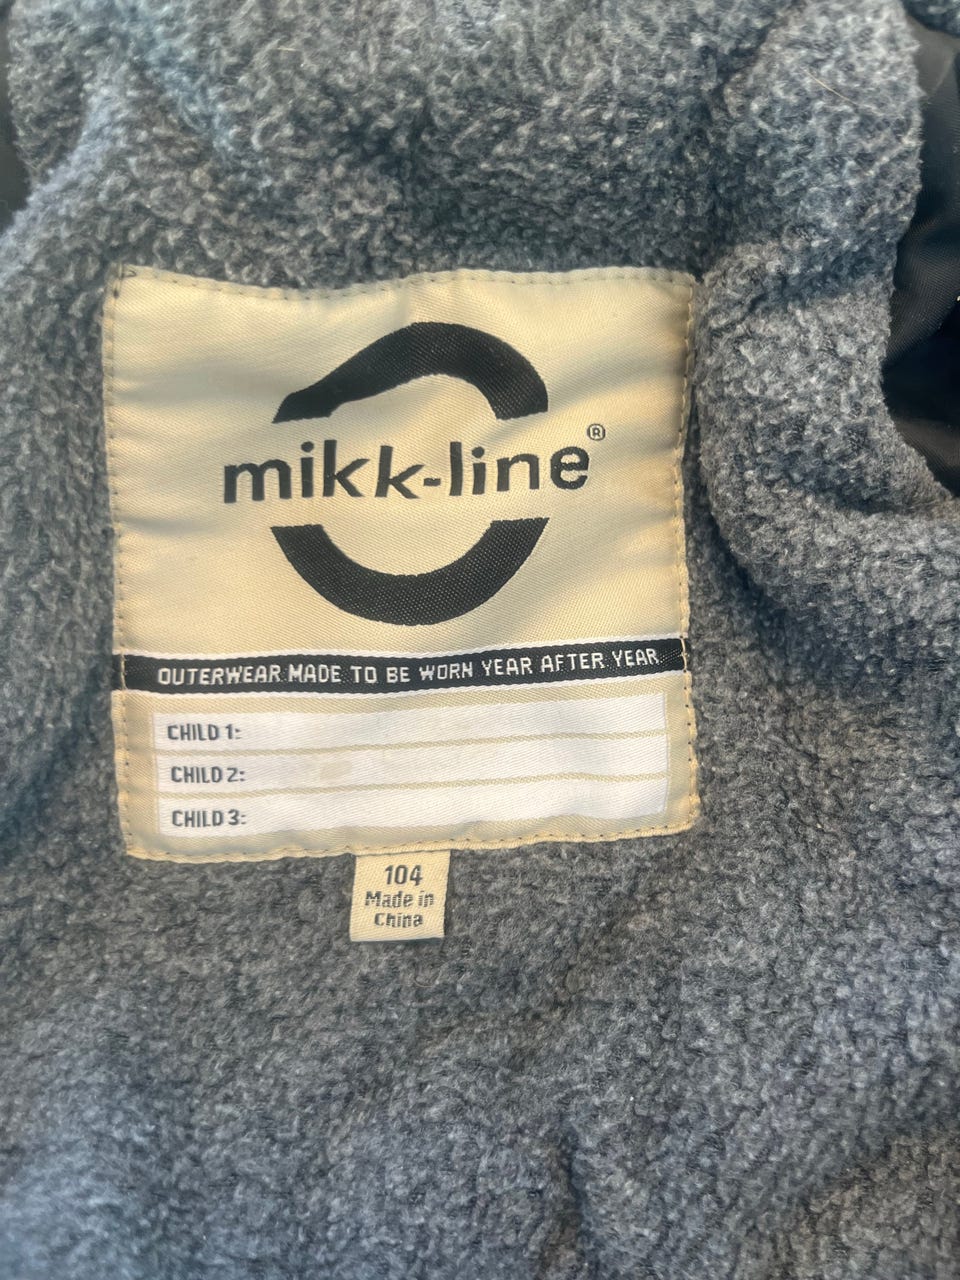 mikk-line®
OUTERWEAR MADE TO BE WORN YEAR AFTER YEAR
CHILD 1:
CHILD 2:
CHILD 3:
104
Made in
China